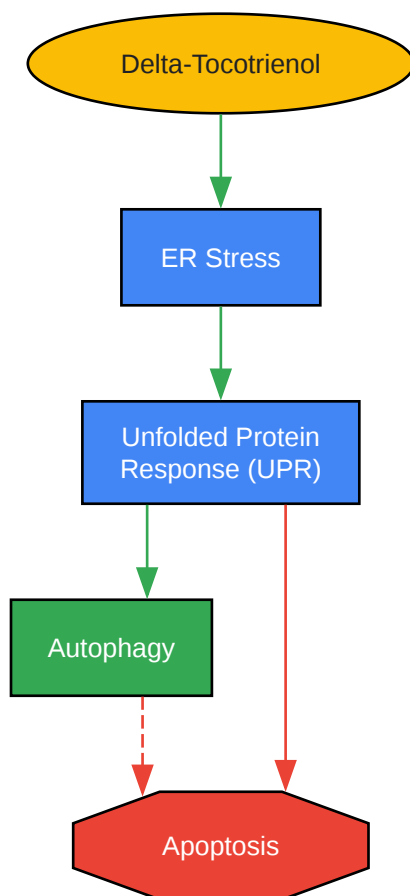 Delta-Tocotrienol
ER Stress
Unfolded Protein
Response (UPR)
Autophagy
Apoptosis